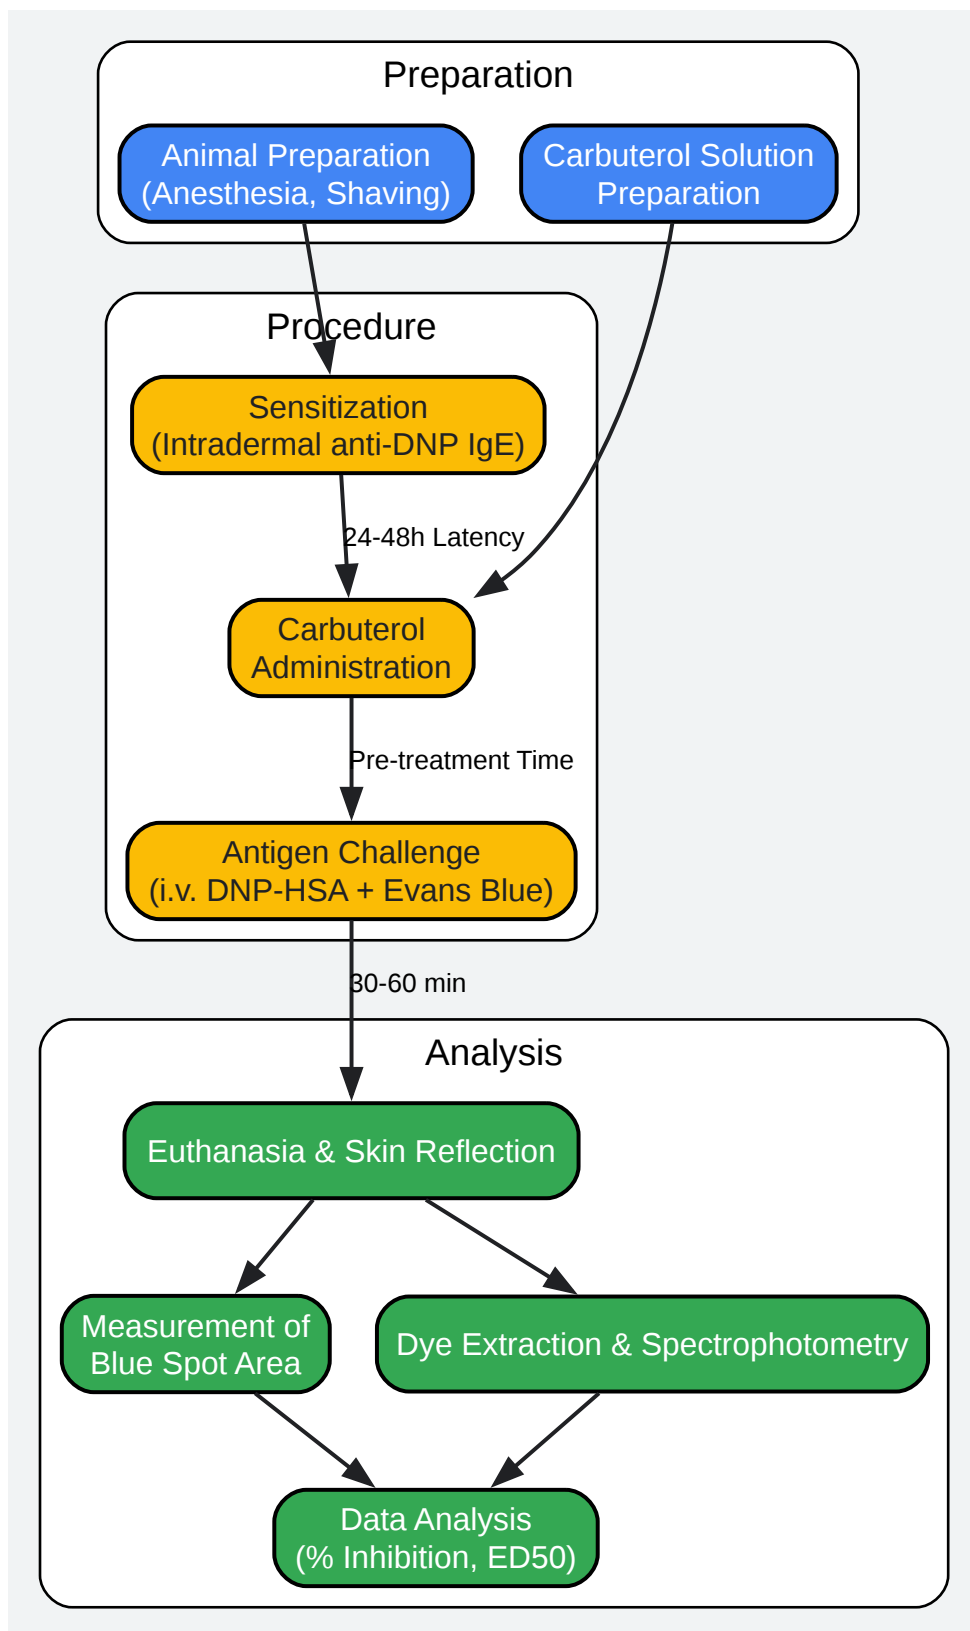 Preparation
Animal Preparation
(Anesthesia, Shaving)
Carbuterol Solution
Preparation
Procedure
Sensitization
(Intradermal anti-DNP IgE)
24-48h Latency
Carbuterol
Administration
Pre-treatment Time
Antigen Challenge
(i.v. DNP-HSA + Evans Blue)
30-60 min
Analysis
Euthanasia & Skin Reflection
Measurement of
Blue Spot Area
Dye Extraction & Spectrophotometry
Data Analysis
(% Inhibition, ED50)